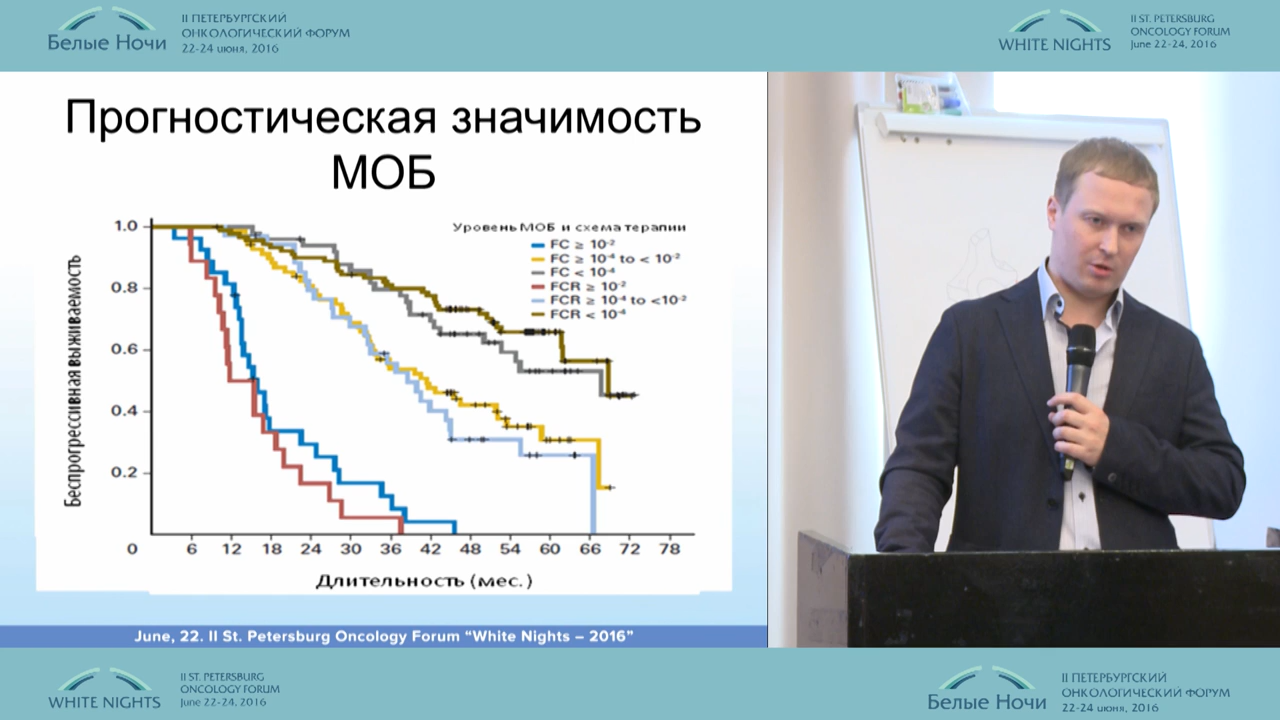 II ПЕТЕРБУРГСКИЙ
ОНКОЛОГИЧЕСКИЙ ФОРУМ
Белые Ночи
22-24 июня, 2016
II ST. PETERSBURG
ONCOLOGY FORUM
WHITE NIGHTS
June 22-24, 2016
Прогностическая значимость
МОБ
Уровень МОБ и схема терапии
FC ≥ 10⁻²
FC ≥ 10⁻⁴ to < 10⁻²
FC < 10⁻⁴
FCR ≥ 10⁻²
FCR ≥ 10⁻⁴ to <10⁻²
FCR < 10⁻⁴
Беспрогрессивная выживаемость
1.0
0.8
0.6
0.4
0.2
0 6 12 18 24 30 36 42 48 54 60 66 72 78
Длительность (мес.)
June, 22. II St. Petersburg Oncology Forum “White Nights – 2016”
II ST. PETERSBURG
ONCOLOGY FORUM
WHITE NIGHTS
June 22-24, 2016
II ПЕТЕРБУРГСКИЙ
ОНКОЛОГИЧЕСКИЙ ФОРУМ
Белые Ночи
22-24 июня, 2016